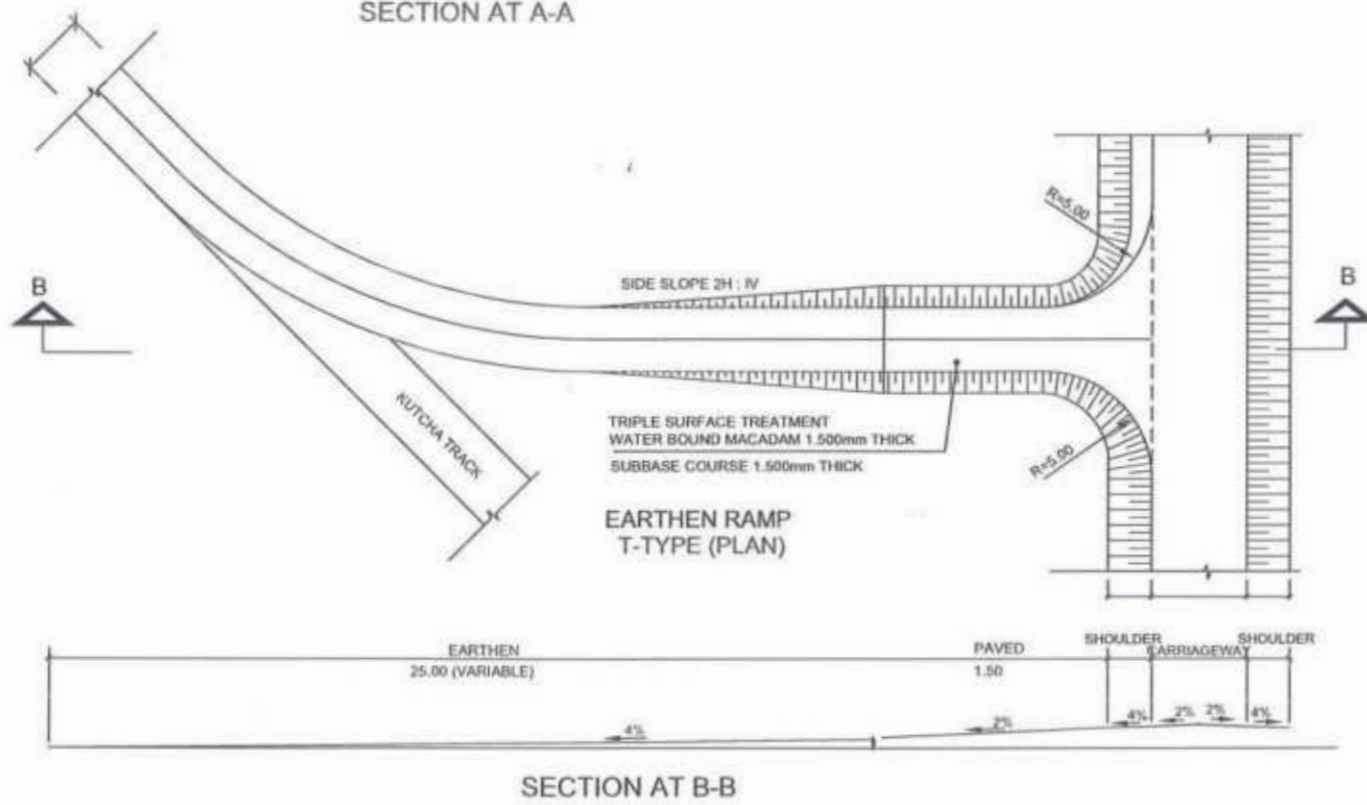 SECTION AT A-A
R=5.00
B
B
SIDE SLOPE 2H : IV
KUTCHA TRACK
TRIPLE SURFACE TREATMENT
WATER BOUND MACADAM 1.500mm THICK
SUBBASE COURSE 1.500mm THICK
R=5.00
EARTHEN RAMP
T-TYPE (PLAN)
EARTHEN
25.00 (VARIABLE)
PAVED
1.50
SHOULDER
CARRIAGEWAY
SHOULDER
4%
2%
4%
2%
2%
4%
SECTION AT B-B